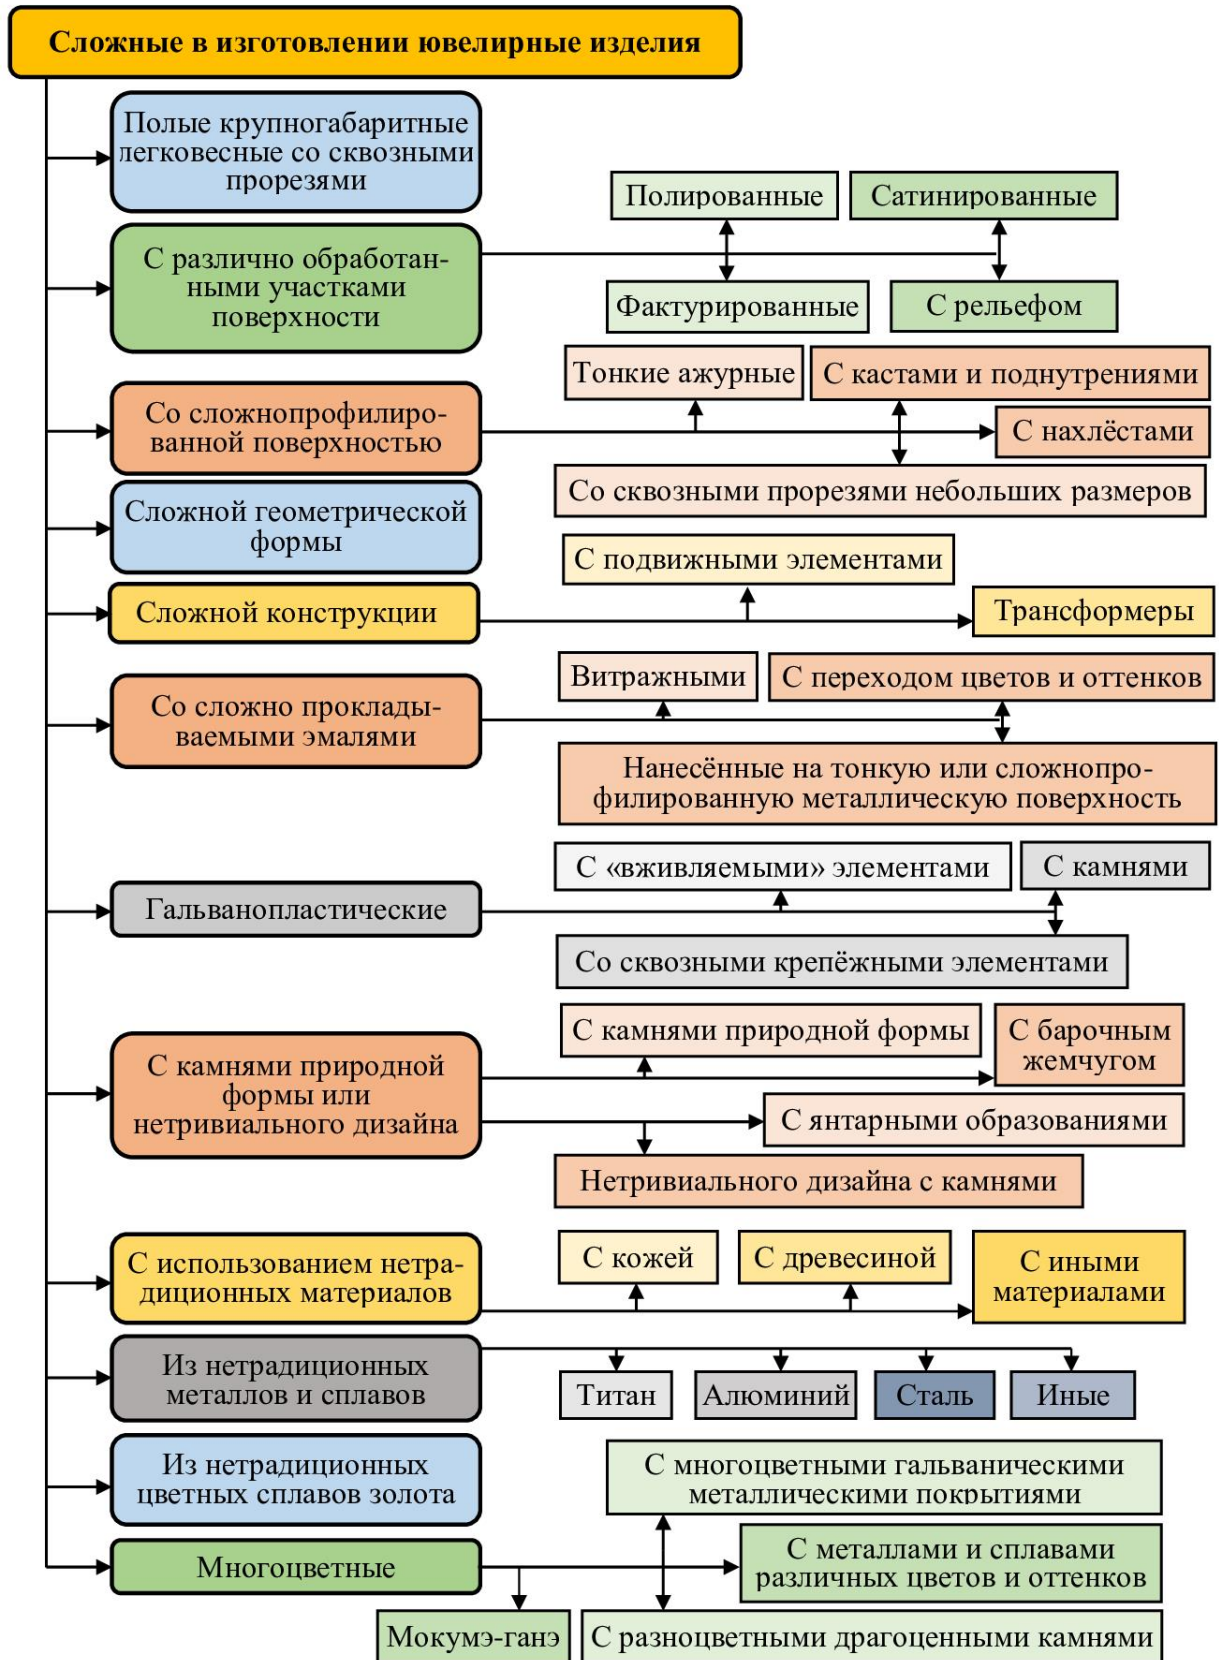 Сложные в изготовлении ювелирные изделия
Полые крупногабаритные
легковесные со сквозными
прорезями
Полированные
Сатинированные
С различно обработан-
ными участками
поверхности
Фактурированные
С рельефом
Тонкие ажурные
С кастами и поднутрениями
Со сложнопрофилиро-
ванной поверхностью
С нахлёстами
Со сквозными прорезями небольших размеров
Сложной геометрической
формы
С подвижными элементами
Сложной конструкции
Трансформеры
Витражными
С переходом цветов и оттенков
Со сложно проклады-
ваемыми эмалями
Нанесённые на тонкую или сложнопро-
филированную металлическую поверхность
С «вживляемыми» элементами
С камнями
Гальванопластические
Со сквозными крепёжными элементами
С камнями природной формы
С барочным
жемчугом
С камнями природной
формы или
нетривиального дизайна
С янтарными образованиями
Нетривиального дизайна с камнями
С использованием нетра-
диционных материалов
С кожей
С древесиной
С иными
материалами
Из нетрадиционных
металлов и сплавов
Титан
Алюминий
Сталь
Иные
Из нетрадиционных
цветных сплавов золота
С многоцветными гальваническими
металлическими покрытиями
Многоцветные
С металлами и сплавами
различных цветов и оттенков
Мокумэ-ганэ
С разноцветными драгоценными камнями